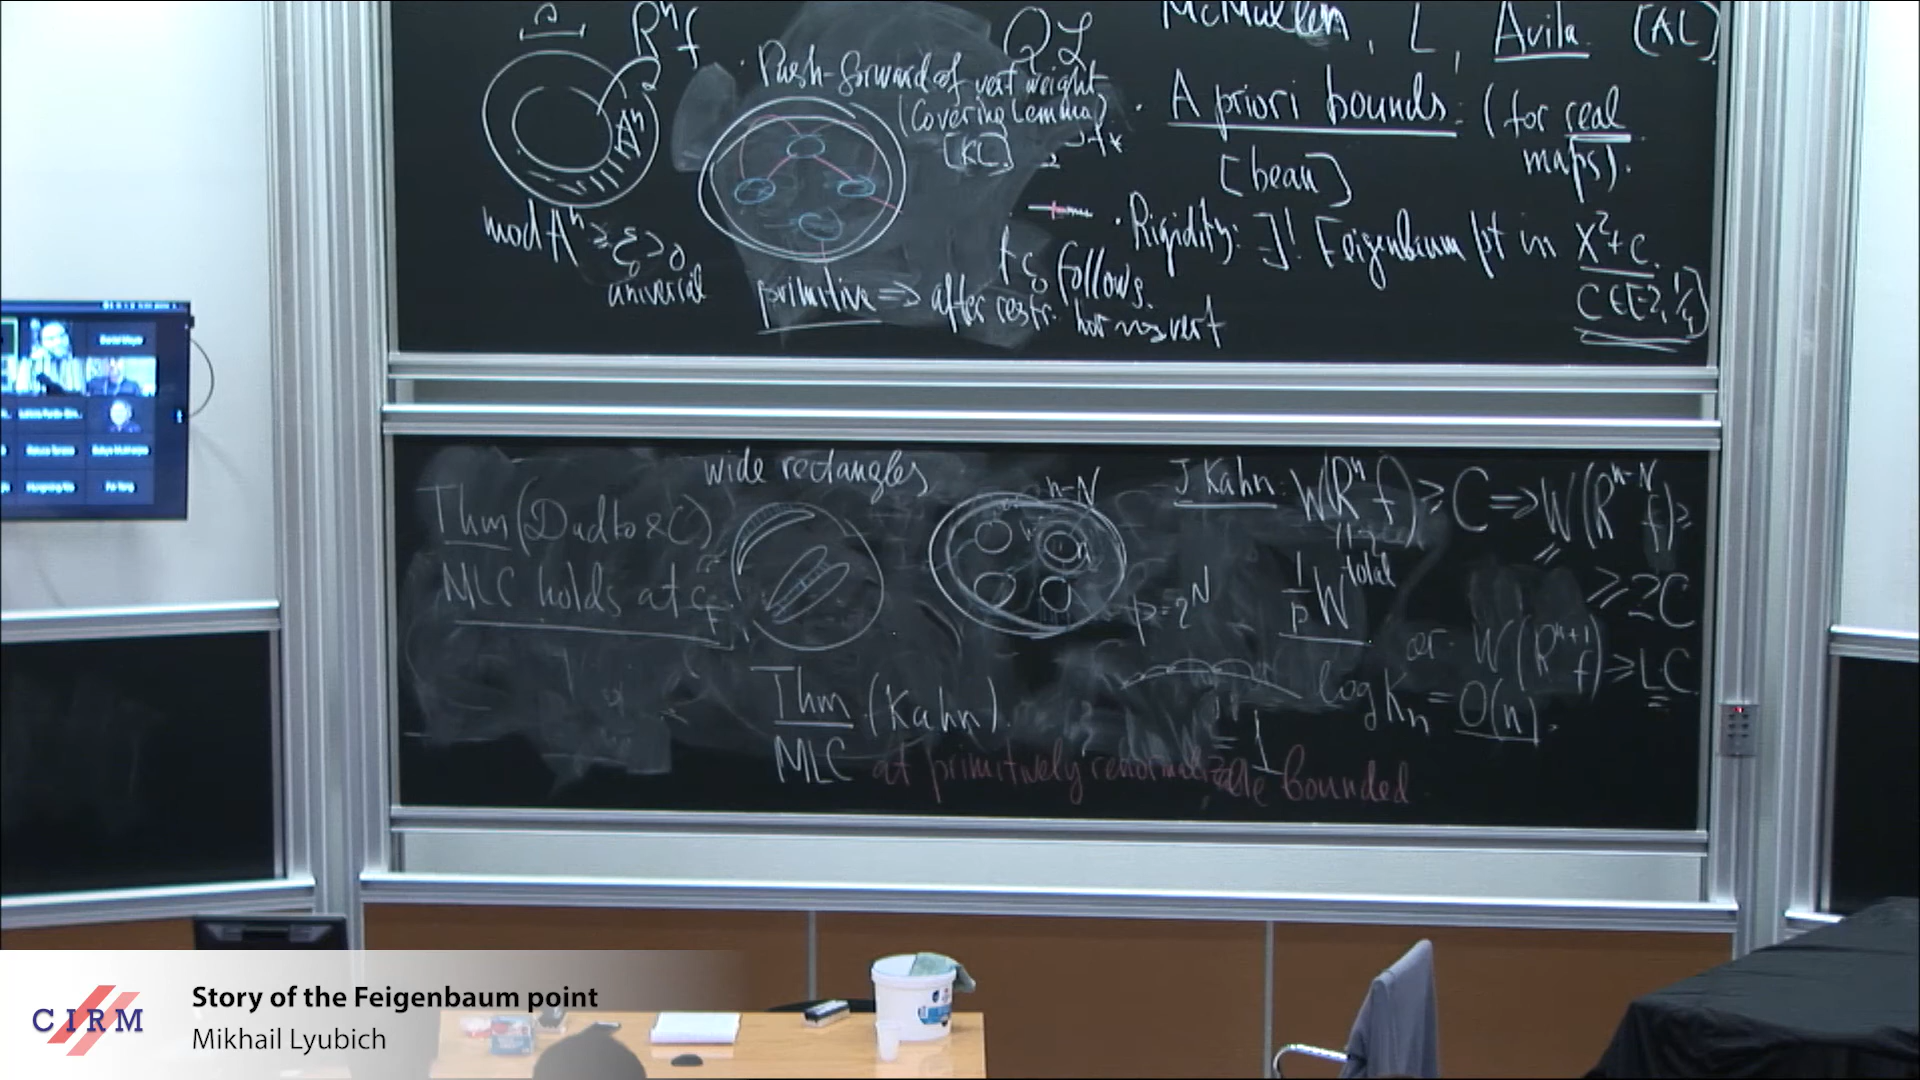 R^n f
A^n
mod A^n ≥ ξ_0 > 0
universal
QL
· Push-forward of vert weight
(Covering Lemma)
[KL]
primitive ⇒ after restr. hor ⇒ vert
follows.
McMullen, L, Avila (AL)
· A priori bounds: (for real
maps).
[bean]
· Rigidity: ∃! Feigenbaum pt in X^2+c.
C ∈ [-2, 1/4]
wide rectangles
Thm (Dudko & L)
MLC holds at c_F.
n-N
n
p=2^N
J. Kahn: W(R^n f) ≥ C ⇒ W(R^{n-N} f) ≥
≥ 2C
1/p W^total
or W(R^{n+1} f) ≥ LC
log K_n = O(n).
Thm (Kahn).
MLC at primitively renormalizable bounded
CIRM
Story of the Feigenbaum point
Mikhail Lyubich